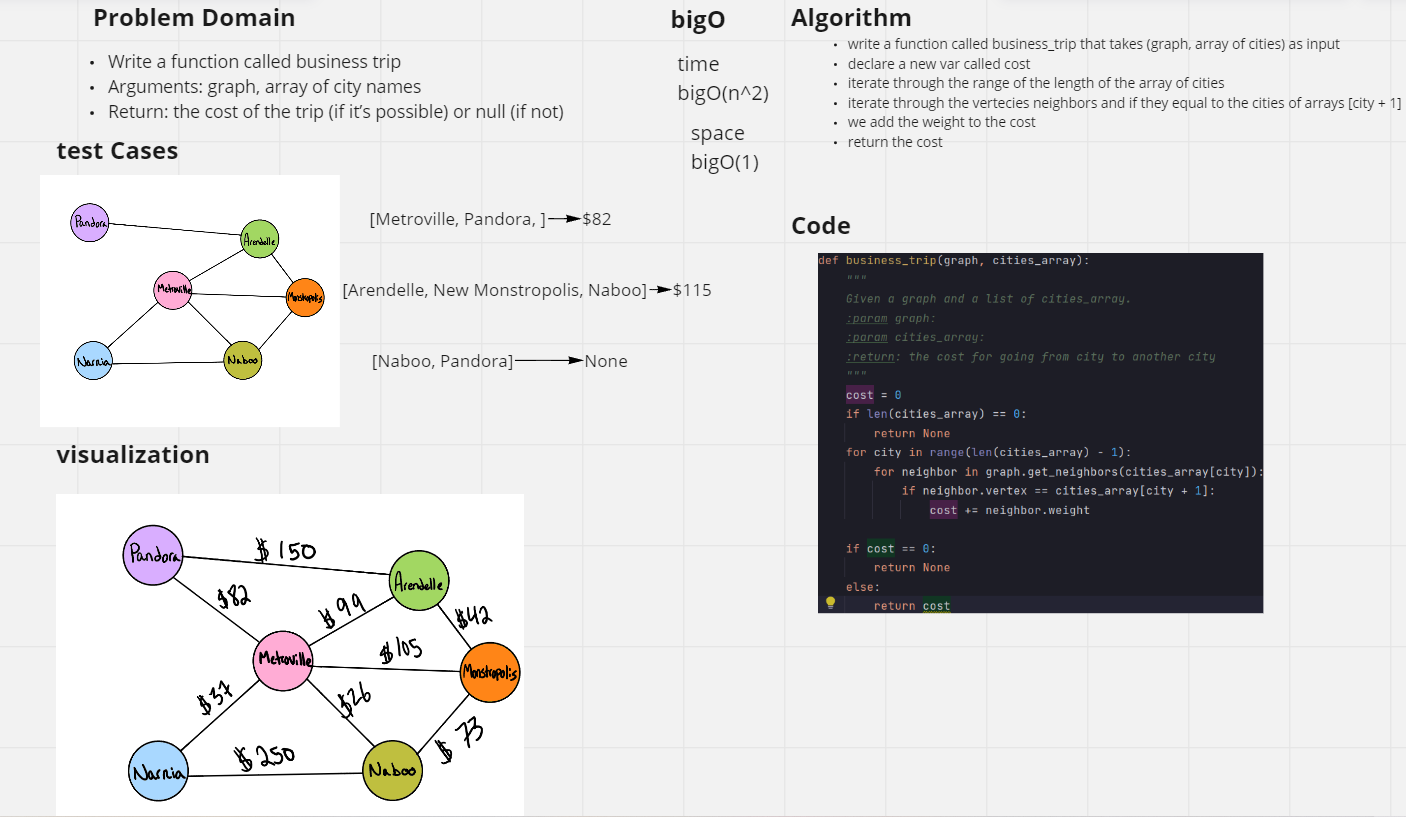 Problem Domain
• Write a function called business trip
• Arguments: graph, array of city names
• Return: the cost of the trip (if it's possible) or null (if not)
test Cases
Pandora
Arendelle
Metroville
Monstropolis
Narnia
Naboo
[Metroville, Pandora, ] $82
[Arendelle, New Monstropolis, Naboo] $115
[Naboo, Pandora] None
visualization
Pandora
$150
Arendelle
$82
$99
$42
Metroville
$105
Monstropolis
$37
$26
$73
Narnia
$250
Naboo
bigO
time
bigO(n^2)
space
bigO(1)
Algorithm
• write a function called business_trip that takes (graph, array of cities) as input
• declare a new var called cost
• iterate through the range of the length of the array of cities
• iterate through the vertecies neighbors and if they equal to the cities of arrays [city + 1]
• we add the weight to the cost
• return the cost
Code
def business_trip(graph, cities_array):
"""
Given a graph and a list of cities_array.
:param graph:
:param cities_array:
:return: the cost for going from city to another city
"""
cost = 0
if len(cities_array) == 0:
return None
for city in range(len(cities_array) - 1):
for neighbor in graph.get_neighbors(cities_array[city]):
if neighbor.vertex == cities_array[city + 1]:
cost += neighbor.weight
if cost == 0:
return None
else:
return cost